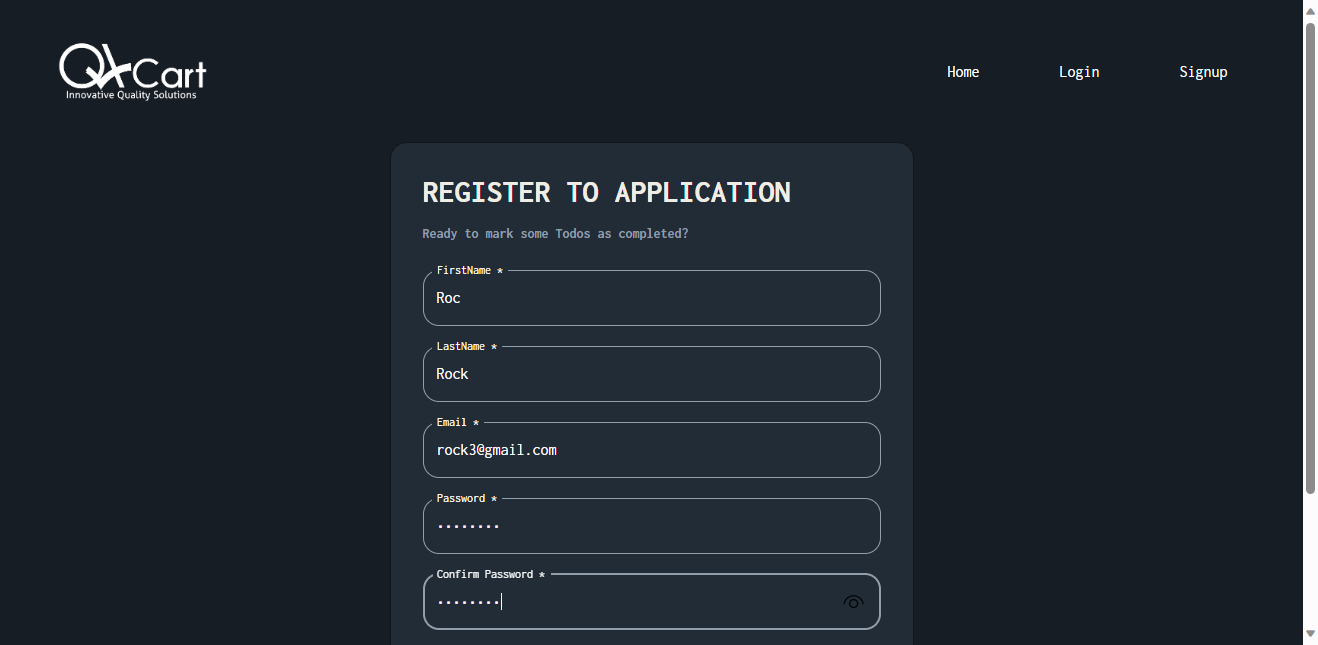 QACart
Innovative Quality Solutions
Home
Login
Signup
REGISTER TO APPLICATION
Ready to mark some Todos as completed?
FirstName *
Roc
LastName *
Rock
Email *
rock3@gmail.com
Password *
••••••••
Confirm Password *
••••••••